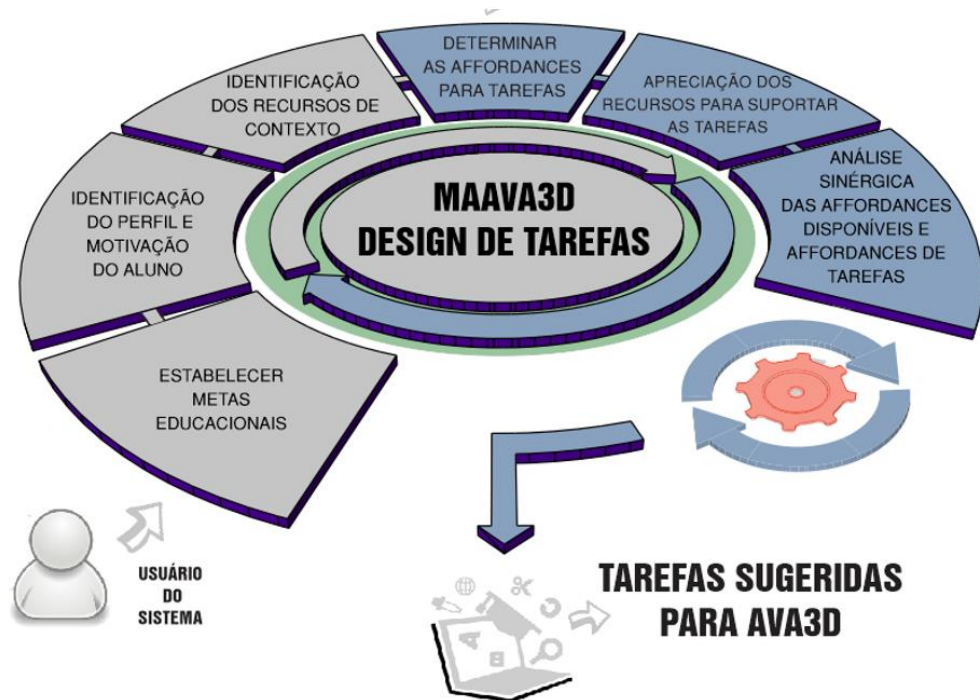 DETERMINAR
AS AFFORDANCES
PARA TAREFAS
IDENTIFICAÇÃO
DOS RECURSOS DE
CONTEXTO
APRECIAÇÃO DOS
RECURSOS PARA SUPORTAR
AS TAREFAS
IDENTIFICAÇÃO
DO PERFIL E
MOTIVAÇÃO
DO ALUNO
MAAVA3D
DESIGN DE TAREFAS
ANÁLISE
SINÉRGICA
DAS AFFORDANCES
DISPONÍVEIS E
AFFORDANCES DE
TAREFAS
ESTABELECER
METAS
EDUCACIONAIS
USUÁRIO
DO
SISTEMA
TAREFAS SUGERIDAS
PARA AVA3D